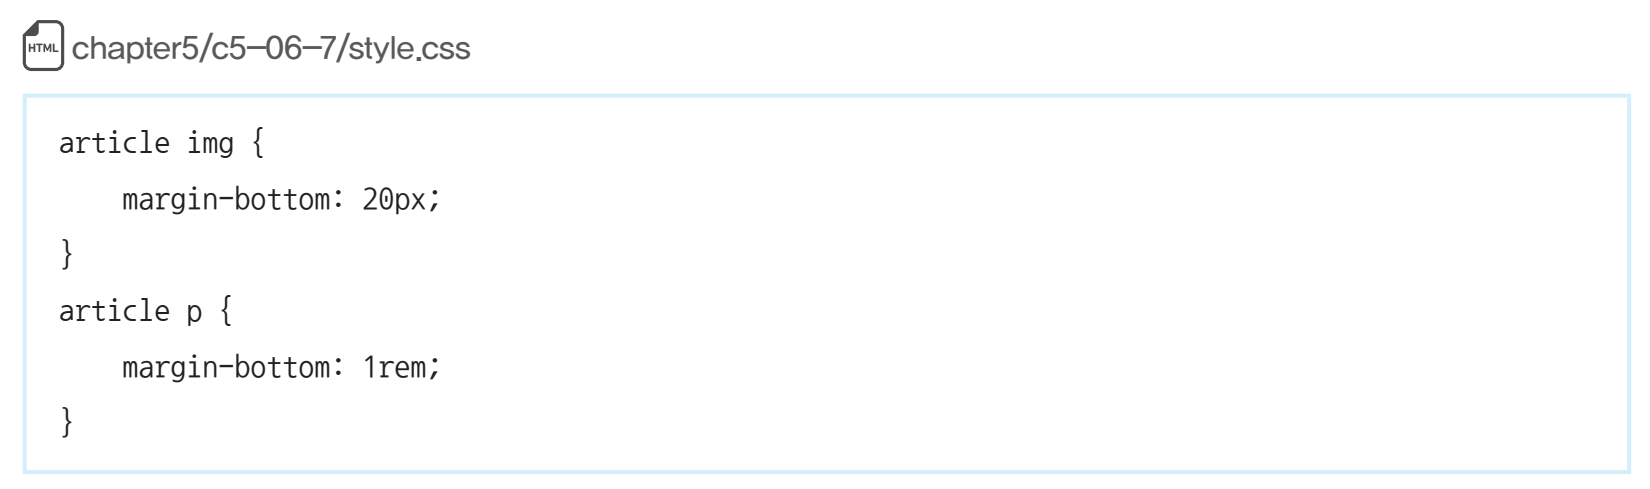 HTML chapter5/c5-06-7/style.css
article img {
    margin-bottom: 20px;
}
article p {
    margin-bottom: 1rem;
}